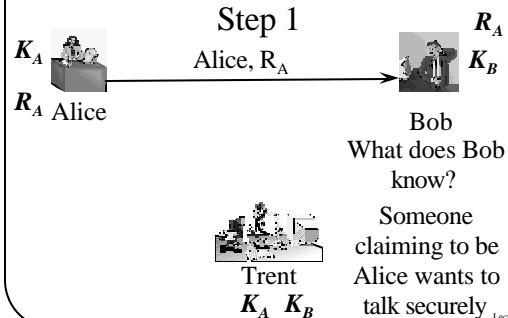 Step 1
K_A
R_A
Alice, R_A
K_B
R_A Alice
Bob
What does Bob
know?
Someone
claiming to be
Alice wants to
talk securely
Trent
K_A K_B